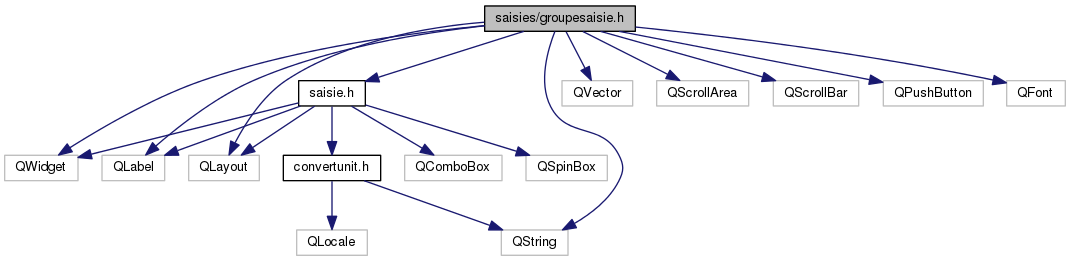 saisies/groupesaisie.h
saisie.h
QVector
QScrollArea
QScrollBar
QPushButton
QFont
QWidget
QLabel
QLayout
convertunit.h
QComboBox
QSpinBox
QLocale
QString